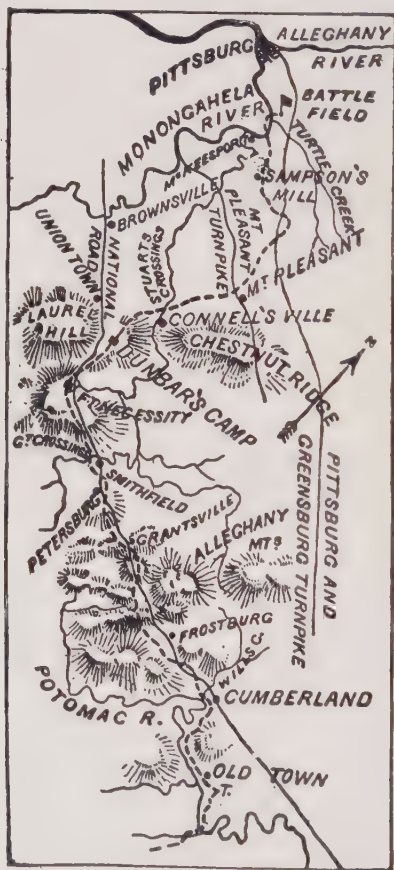 ALLEGHANY
RIVER
PITTSBURG
BATTLE
FIELD
MONONGAHELA
RIVER
TURTLE CREEK
McKEESPORT
SAMPSON'S
MILL
BROWNSVILLE
UNION TOWN
NATIONAL
ROAD
STUARTS
CROSSINGS
MT
PLEASANT
TURNPIKE
MT PLEASANT
CONNELL'S VILLE
LAUREL
HILL
CHESTNUT RIDGE
DUNBAR'S CAMP
N
FT. NECESSITY
GT. CROSSINGS
SMITHFIELD
PITTSBURG AND
GREENSBURG TURNPIKE
PETERSBURG
GRANTSVILLE
ALLEGHANY
MTS
FROSTBURG
WILLS CR
POTOMAC R.
CUMBERLAND
OLD TOWN